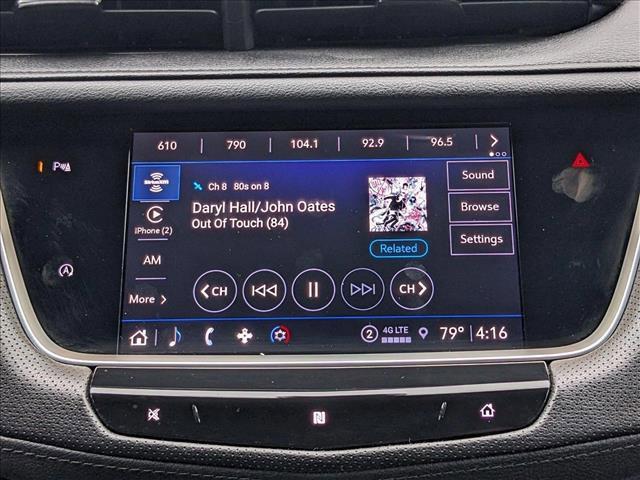 610 790 104.1 92.9 96.5
SiriusXM
Ch 8 80s on 8
Sound
Daryl Hall/John Oates
Out Of Touch (84)
Browse
iPhone (2)
Related
Settings
AM
More
CH
CH
2 4G LTE 79° 4:16